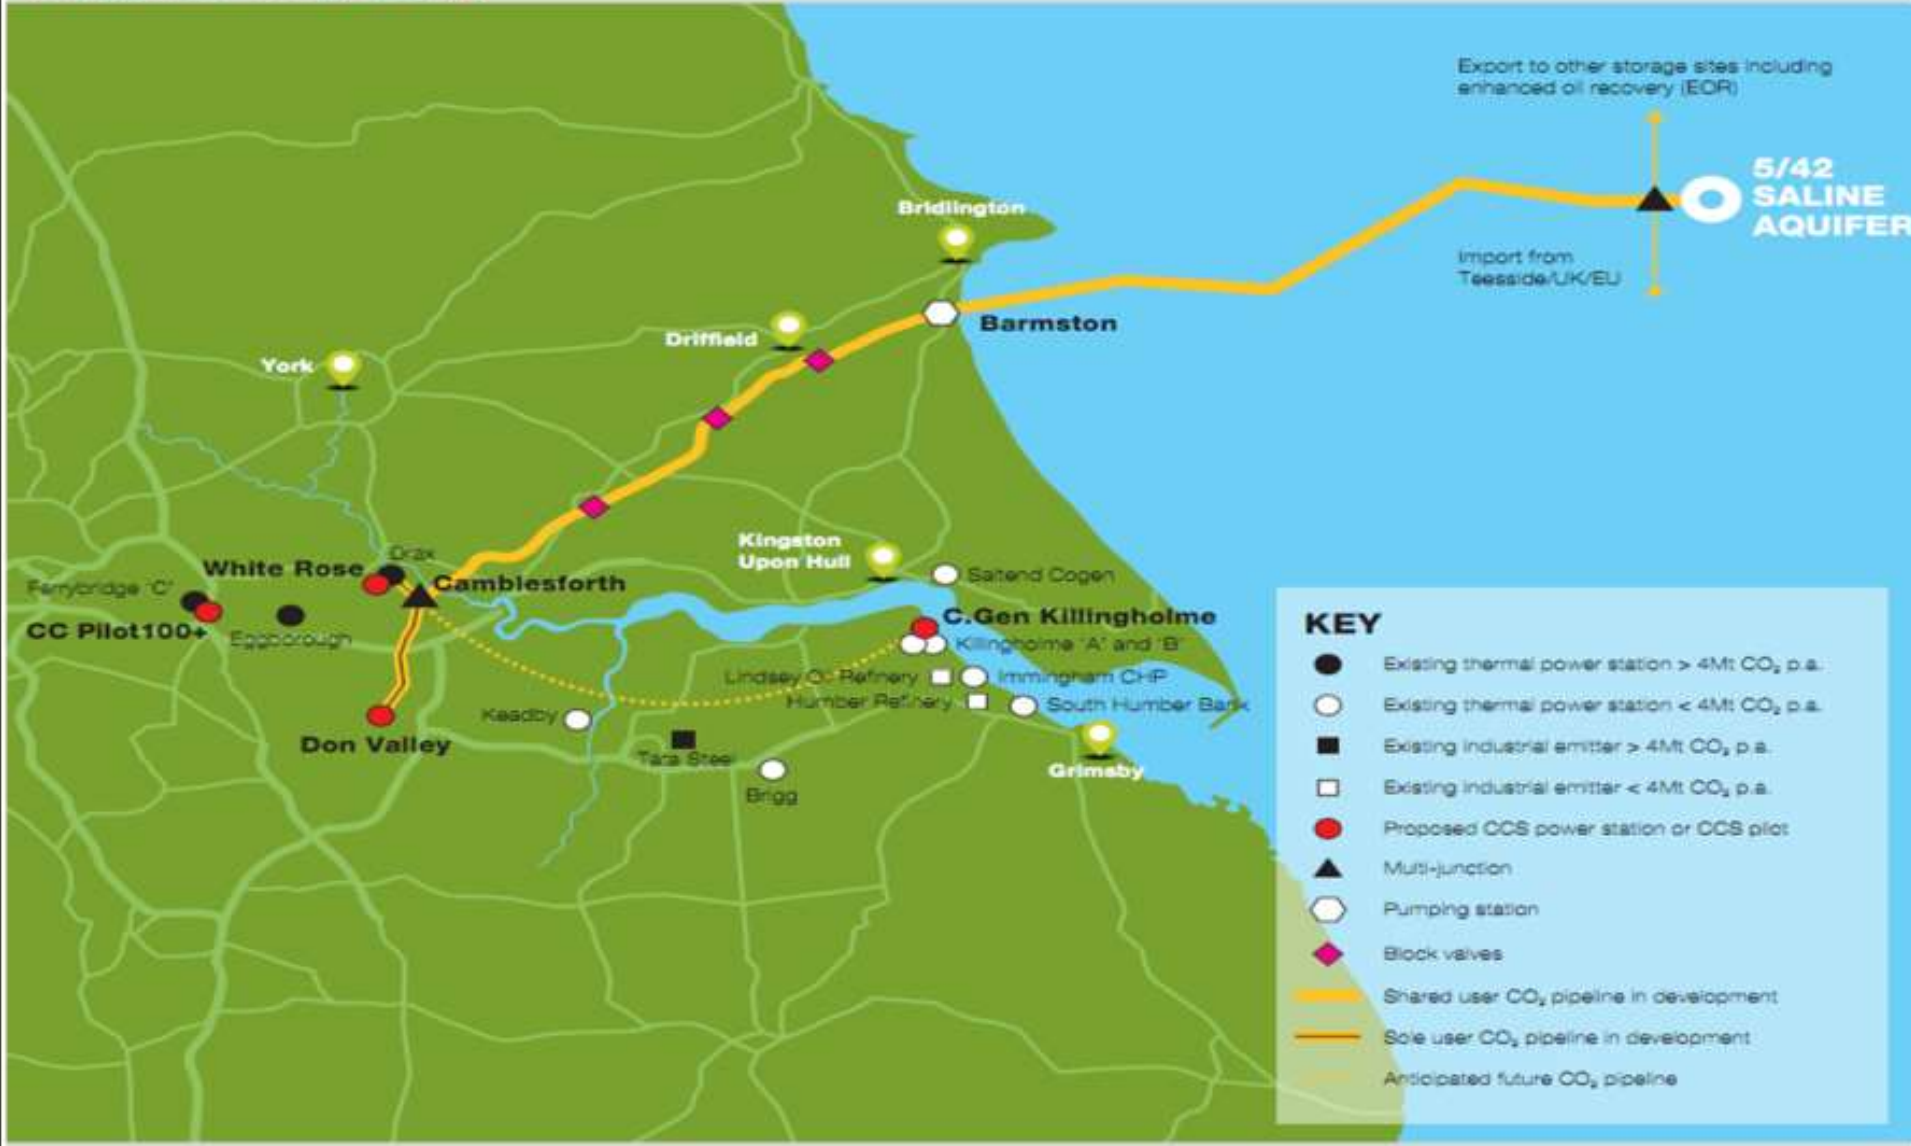 Export to other storage sites including
enhanced oil recovery (EOR)
5/42
SALINE
AQUIFER
Import from
Teesside/UK/EU
Bridlington
Barmston
Driffield
York
Kingston
Upon Hull
Saltend Cogen
Drax
White Rose
Camblesforth
Ferrybridge 'C'
CC Pilot100+
Eggborough
C.Gen Killingholme
Killingholme 'A' and 'B'
Lindsey Oil Refinery
Immingham CHP
Humber Refinery
South Humber Bank
Keadby
Don Valley
Tata Steel
Brigg
Grimsby
KEY
Existing thermal power station > 4Mt CO₂ p.a.
Existing thermal power station < 4Mt CO₂ p.a.
Existing industrial emitter > 4Mt CO₂ p.a.
Existing industrial emitter < 4Mt CO₂ p.a.
Proposed CCS power station or CCS pilot
Multi-junction
Pumping station
Block valves
Shared user CO₂ pipeline in development
Sole user CO₂ pipeline in development
Anticipated future CO₂ pipeline